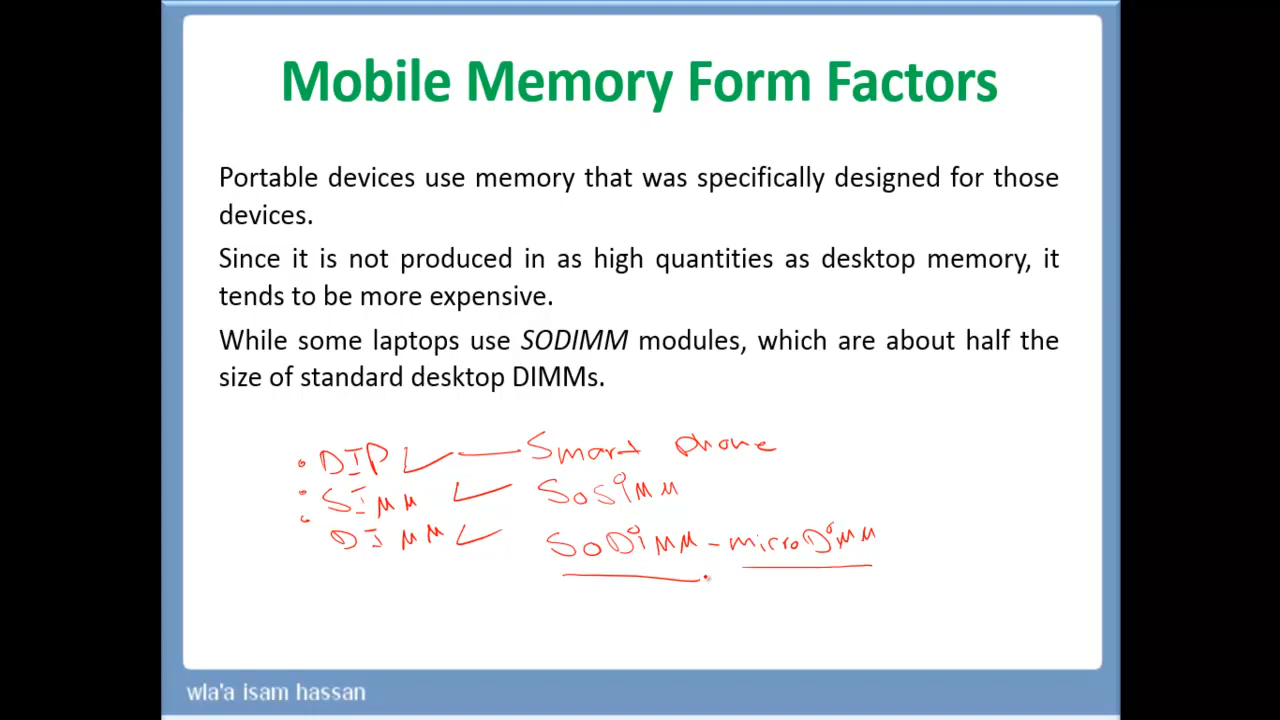 Mobile Memory Form Factors
Portable devices use memory that was specifically designed for those
devices.
Since it is not produced in as high quantities as desktop memory, it
tends to be more expensive.
While some laptops use SODIMM modules, which are about half the
size of standard desktop DIMMs.
• DIP — Smart phone
• SIMM SoSiMM
• DIMM SoDiMM - microDiMM
wla'a isam hassan